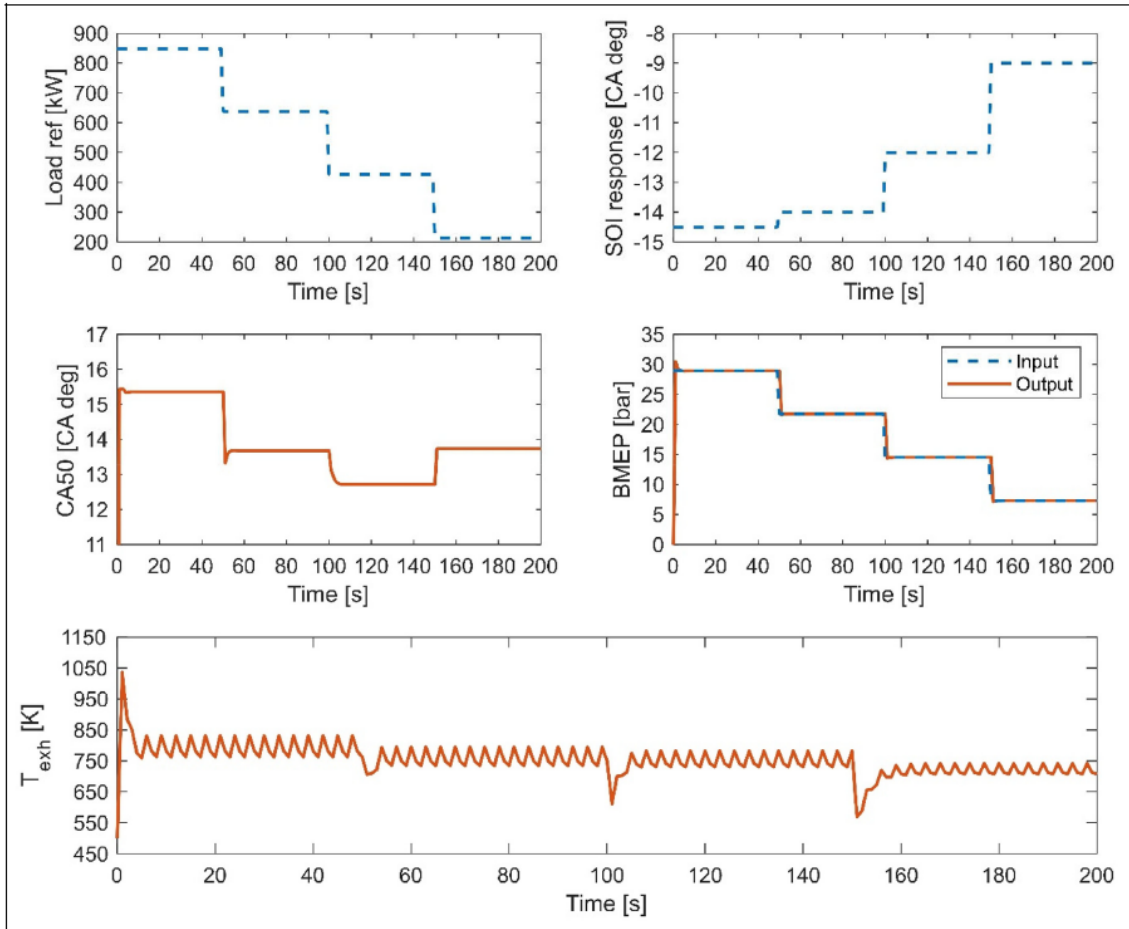 900
800
700
600
500
400
300
200
Load ref [kW]
0 20 40 60 80 100 120 140 160 180 200
Time [s]
-8
-9
-10
-11
-12
-13
-14
-15
SOI response [CA deg]
0 20 40 60 80 100 120 140 160 180 200
Time [s]
17
16
15
14
13
12
11
CA50 [CA deg]
0 20 40 60 80 100 120 140 160 180 200
Time [s]
35
30
25
20
15
10
5
0
BMEP [bar]
Input
Output
0 20 40 60 80 100 120 140 160 180 200
Time [s]
1150
1050
950
850
750
650
550
450
T_exh [K]
0 20 40 60 80 100 120 140 160 180 200
Time [s]